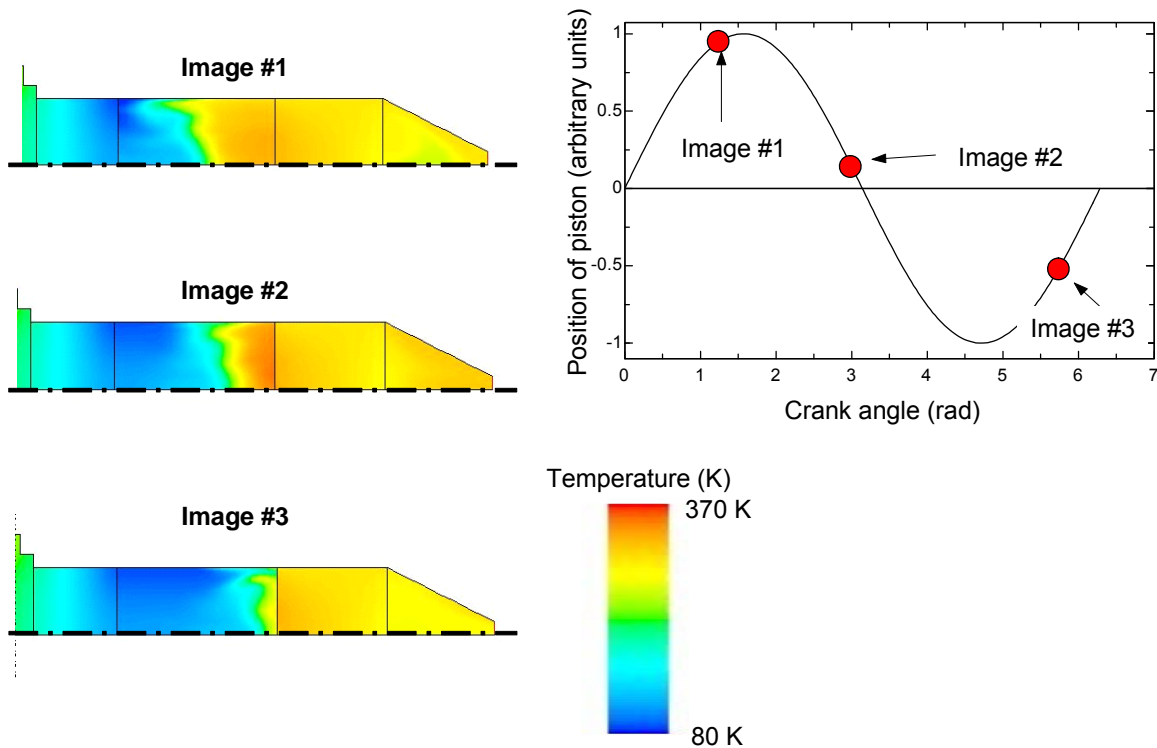 Image #1
Image #2
Image #3
Position of piston (arbitrary units)
1
0.5
0
-0.5
-1
Image #1
Image #2
Image #3
0 1 2 3 4 5 6 7
Crank angle (rad)
Temperature (K)
370 K
80 K